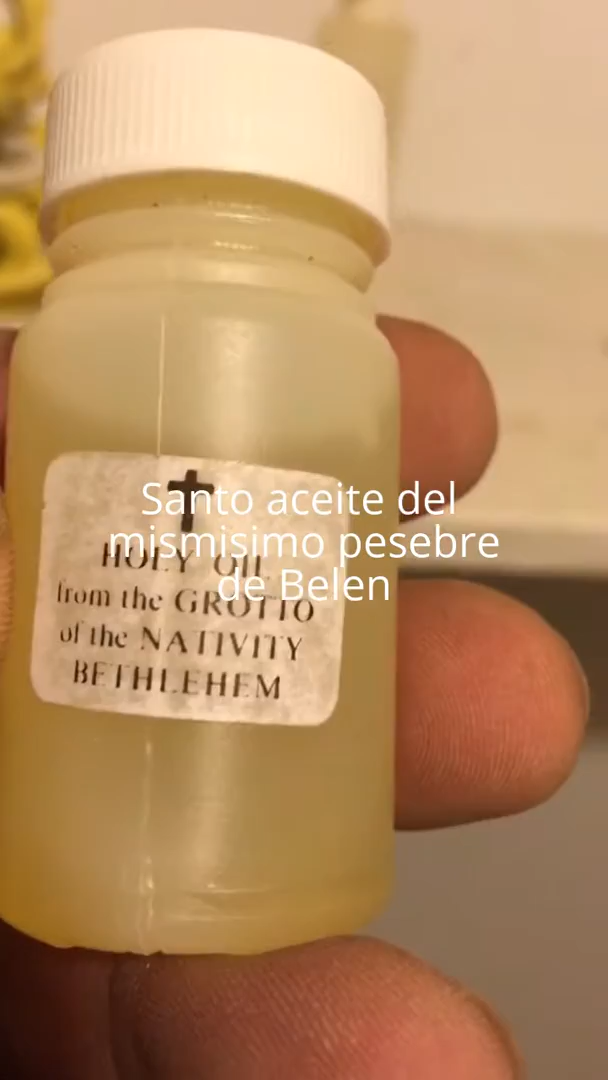 Santo aceite del
mismisimo pesebre
de Belen
HOLY OIL
from the GROTTO
of the NATIVITY
BETHLEHEM